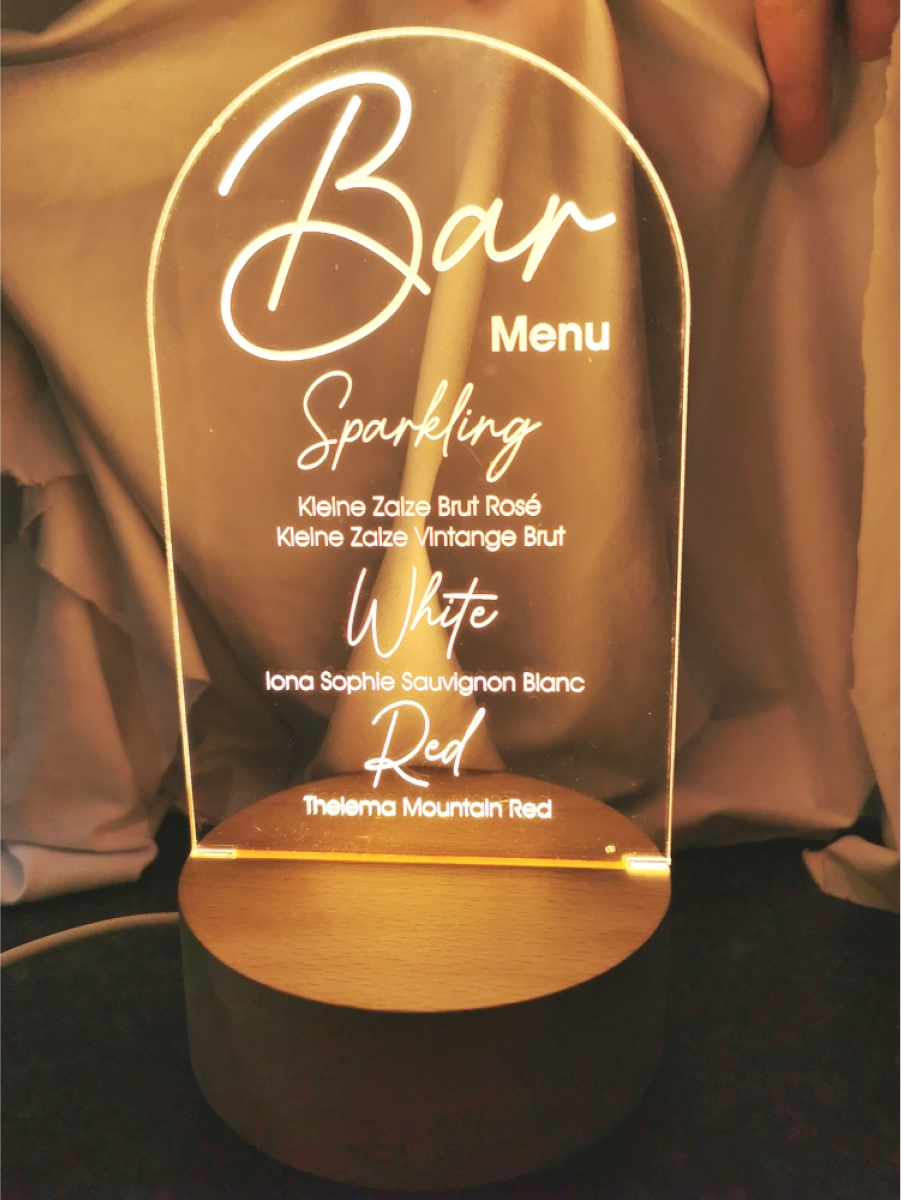 Bar
Menu
Sparkling
Kleine Zalze Brut Rosé
Kleine Zalze Vintange Brut
White
Iona Sophie Sauvignon Blanc
Red
Thelema Mountain Red